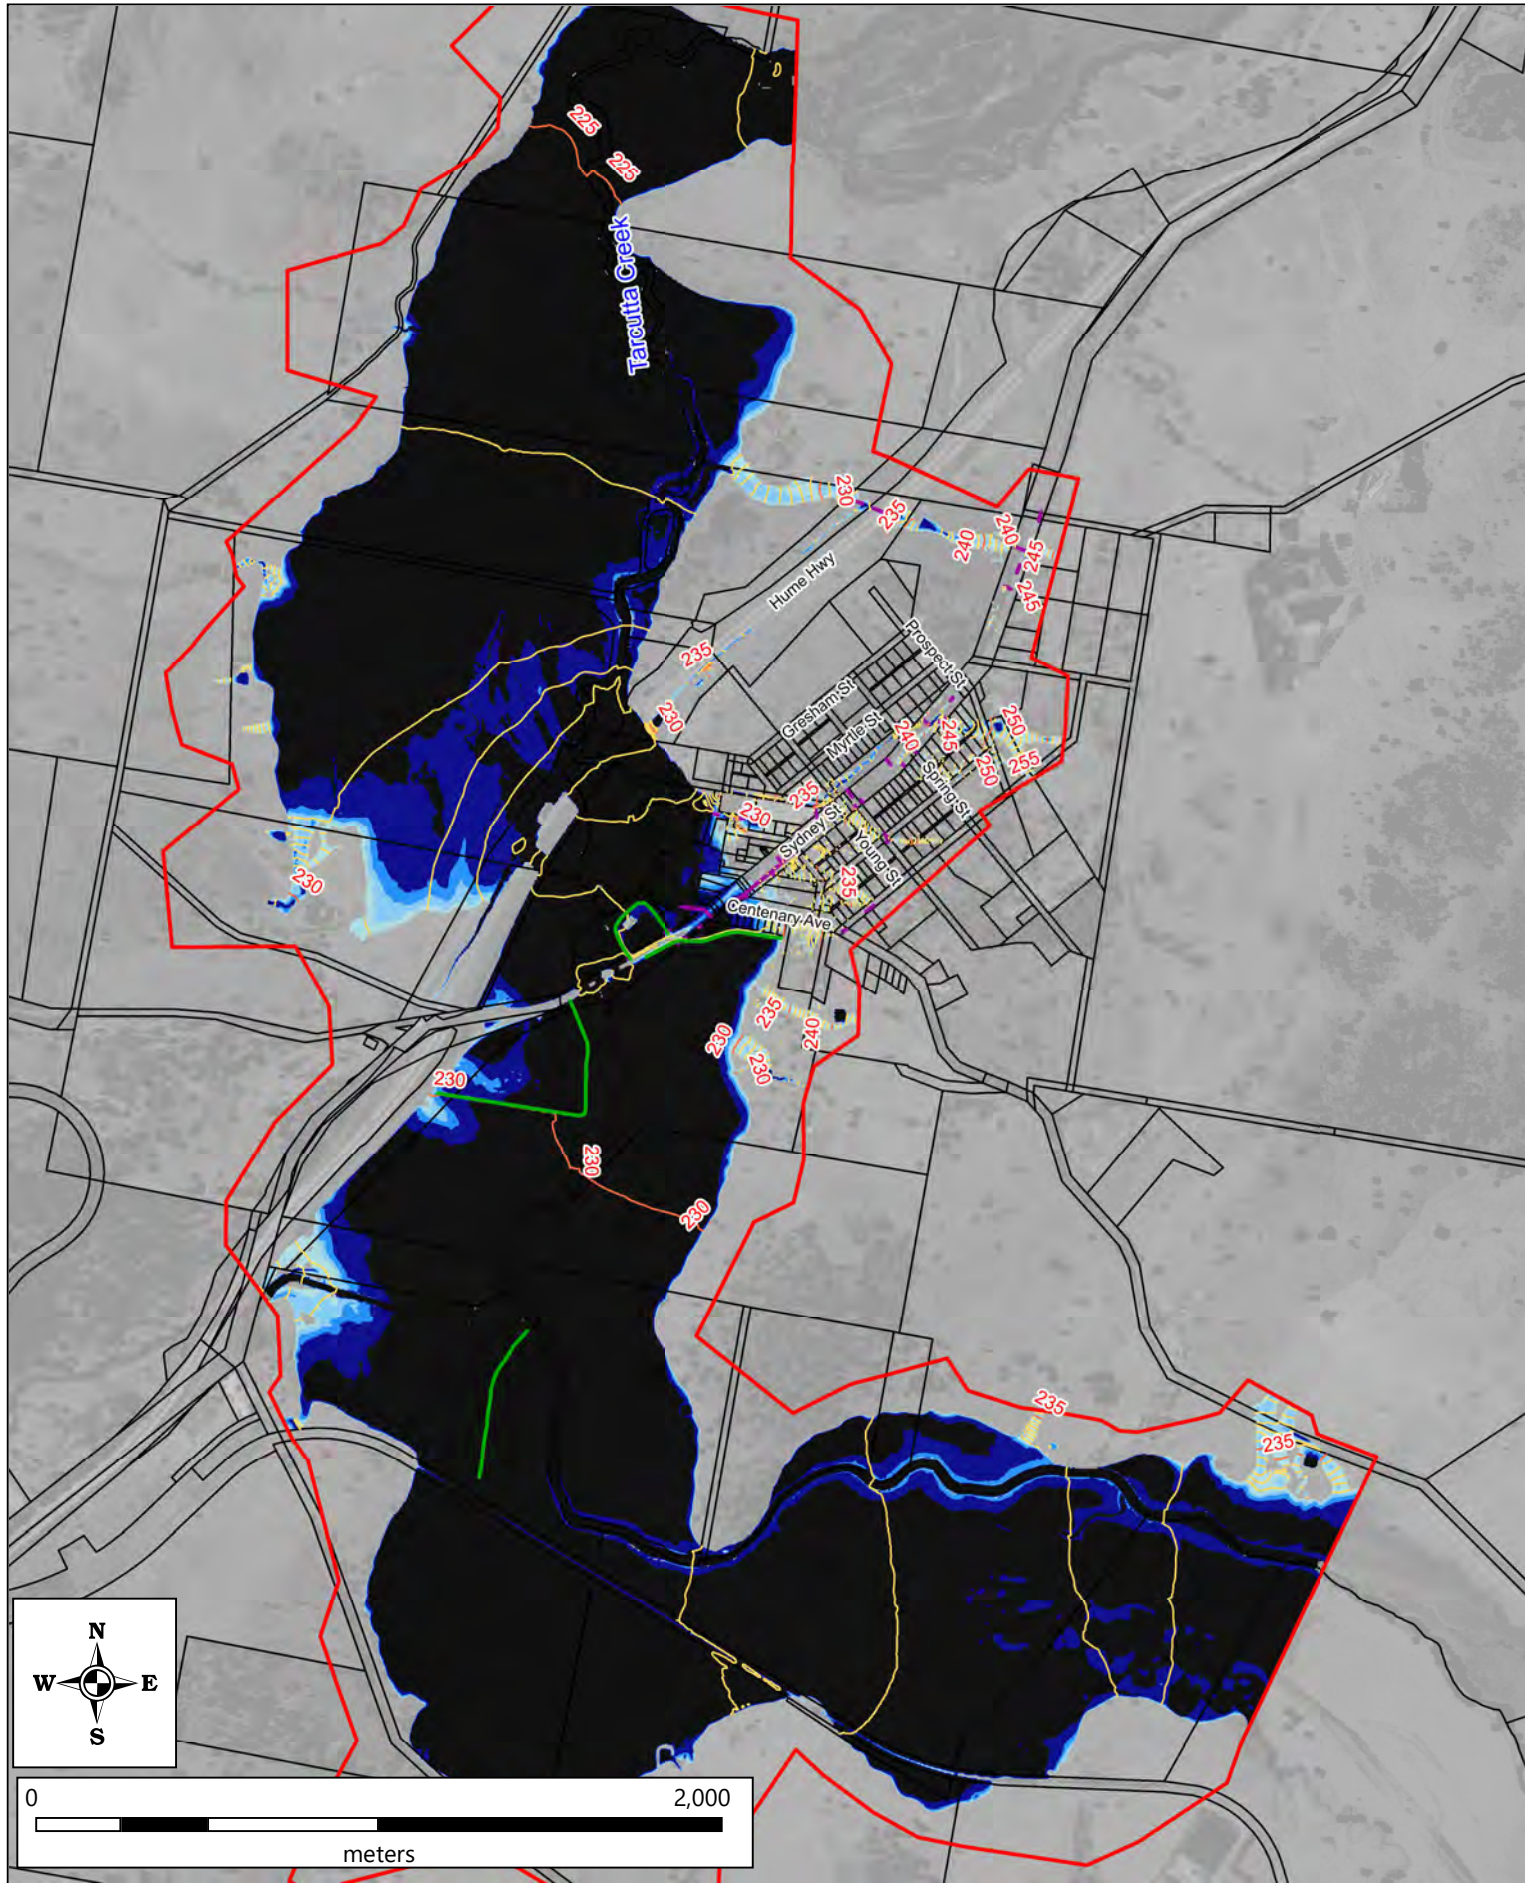 225
225
Tarcutta Creek
230
235
240
240
245
245
Hume Hwy
Prospect St
235
230
Gresham St
Myrtle St
240
245
250
250
255
Spring St
235
230
Sydney St
Young St
235
230
Centenary Ave
235
240
230
230
230
230
230
235
235
N
W E
S
0 2,000
meters